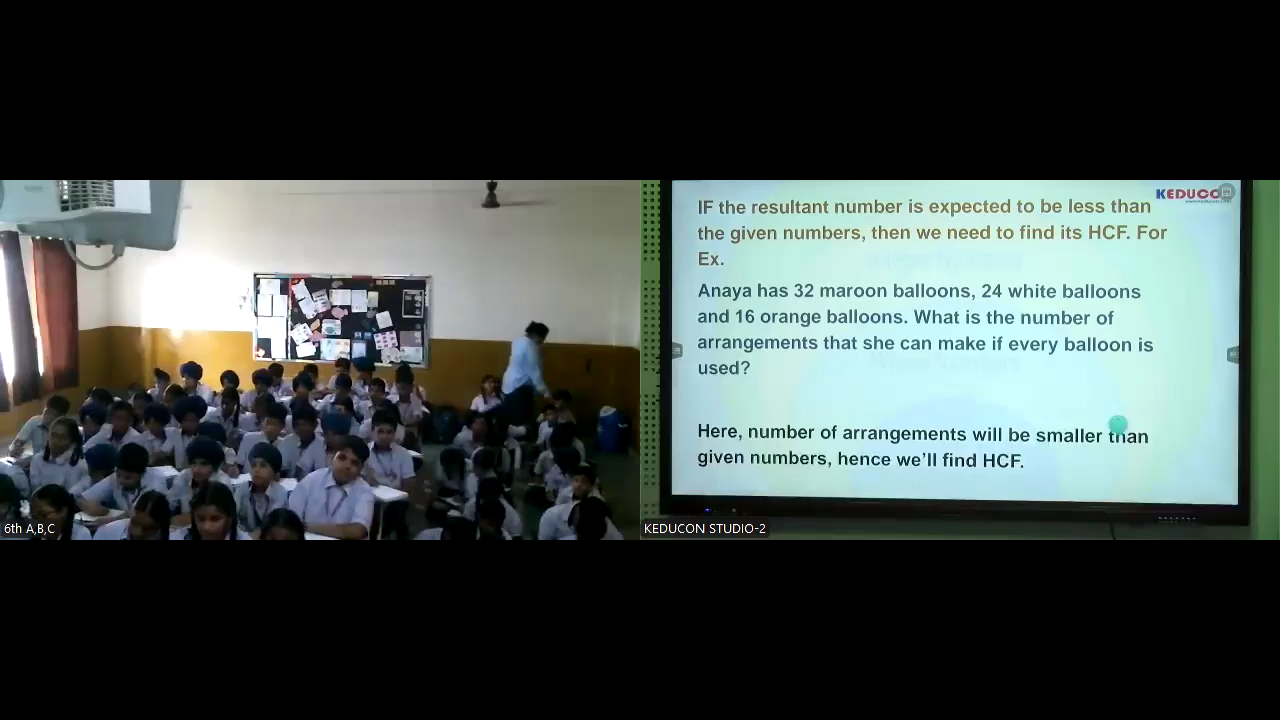 KEDUCO
IF the resultant number is expected to be less than
the given numbers, then we need to find its HCF. For
Ex.
Anaya has 32 maroon balloons, 24 white balloons
and 16 orange balloons. What is the number of
arrangements that she can make if every balloon is
used?
Here, number of arrangements will be smaller than
given numbers, hence we'll find HCF.
6th A,B,C
KEDUCON STUDIO-2